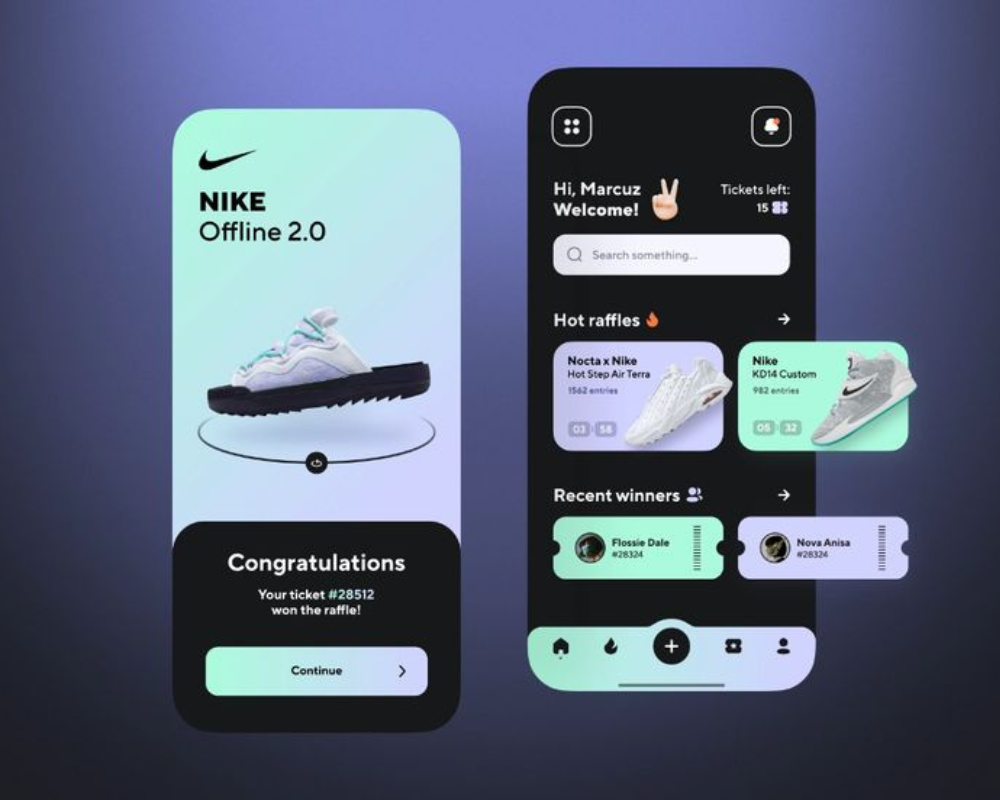 NIKE
Offline 2.0
Congratulations
Your ticket #28512
won the raffle!
Continue
Hi, Marcuz
Welcome!
Tickets left:
15
Search something...
Hot raffles
Nocta x Nike
Hot Step Air Terra
1562 entries
03 58
Nike
KD14 Custom
982 entries
05 32
Recent winners
Flossie Dale
#28324
Nova Anisa
#28324